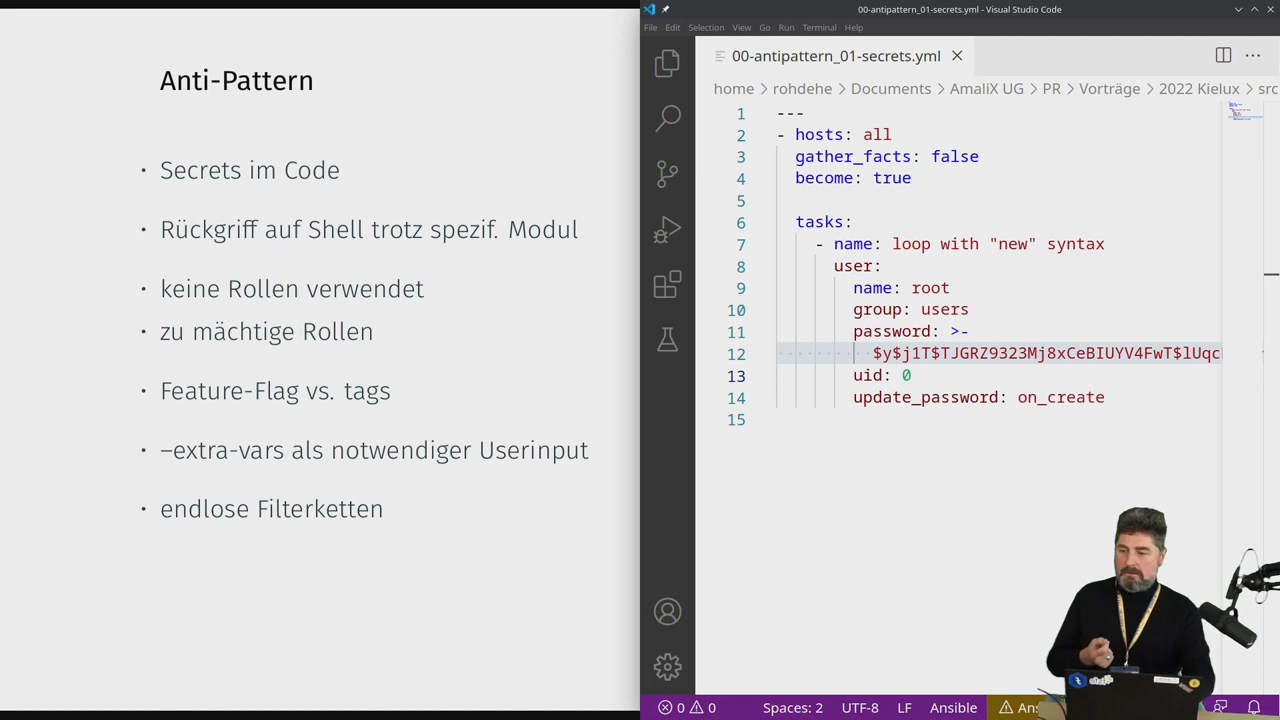 Anti-Pattern
• Secrets im Code
• Rückgriff auf Shell trotz spezif. Modul
• keine Rollen verwendet
• zu mächtige Rollen
• Feature-Flag vs. tags
• –extra-vars als notwendiger Userinput
• endlose Filterketten
00-antipattern_01-secrets.yml - Visual Studio Code
File Edit Selection View Go Run Terminal Help
00-antipattern_01-secrets.yml
home > rohdehe > Documents > AmaliX UG > PR > Vorträge > 2022 Kielux > src
1 ---
2 - hosts: all
3 gather_facts: false
4 become: true
5
6 tasks:
7 - name: loop with "new" syntax
8 user:
9 name: root
10 group: users
11 password: >-
12 $y$j1T$TJGRZ9323Mj8xCeBIUYV4FwT$lUqc
13 uid: 0
14 update_password: on_create
15
0 0 Spaces: 2 UTF-8 LF Ansible